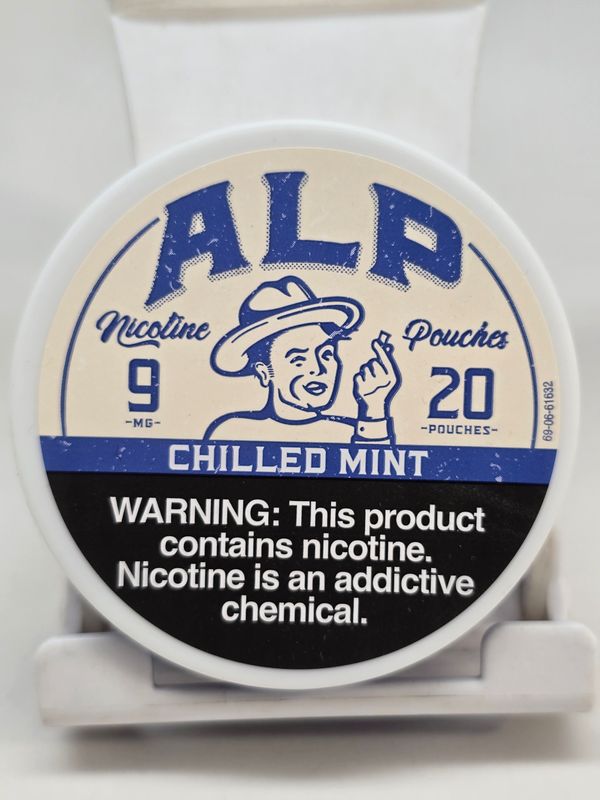 ALP
Nicotine Pouches
9 20
-MG- -POUCHES-
69-06-61632
CHILLED MINT
WARNING: This product
contains nicotine.
Nicotine is an addictive
chemical.